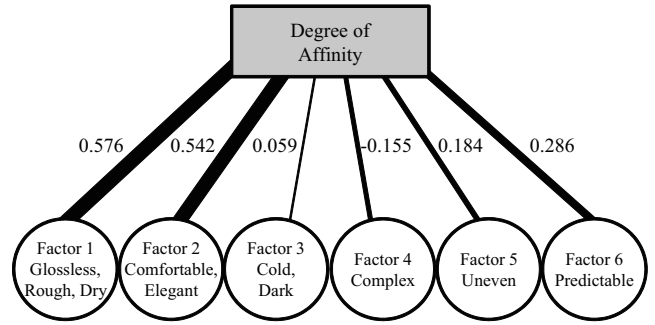 Degree of
Affinity
0.576
0.542
0.059
-0.155
0.184
0.286
Factor 1
Glossless,
Rough, Dry
Factor 2
Comfortable,
Elegant
Factor 3
Cold,
Dark
Factor 4
Complex
Factor 5
Uneven
Factor 6
Predictable